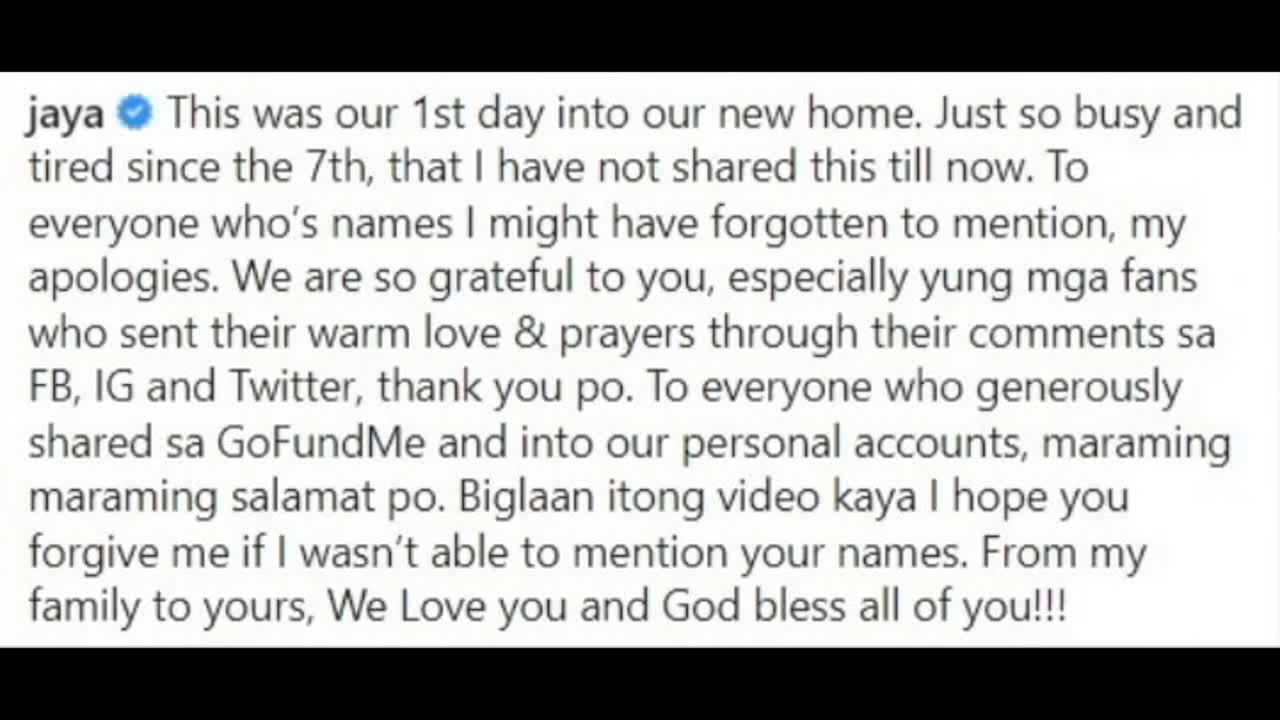 jaya This was our 1st day into our new home. Just so busy and
tired since the 7th, that I have not shared this till now. To
everyone who's names I might have forgotten to mention, my
apologies. We are so grateful to you, especially yung mga fans
who sent their warm love & prayers through their comments sa
FB, IG and Twitter, thank you po. To everyone who generously
shared sa GoFundMe and into our personal accounts, maraming
maraming salamat po. Biglaan itong video kaya I hope you
forgive me if I wasn't able to mention your names. From my
family to yours, We Love you and God bless all of you!!!